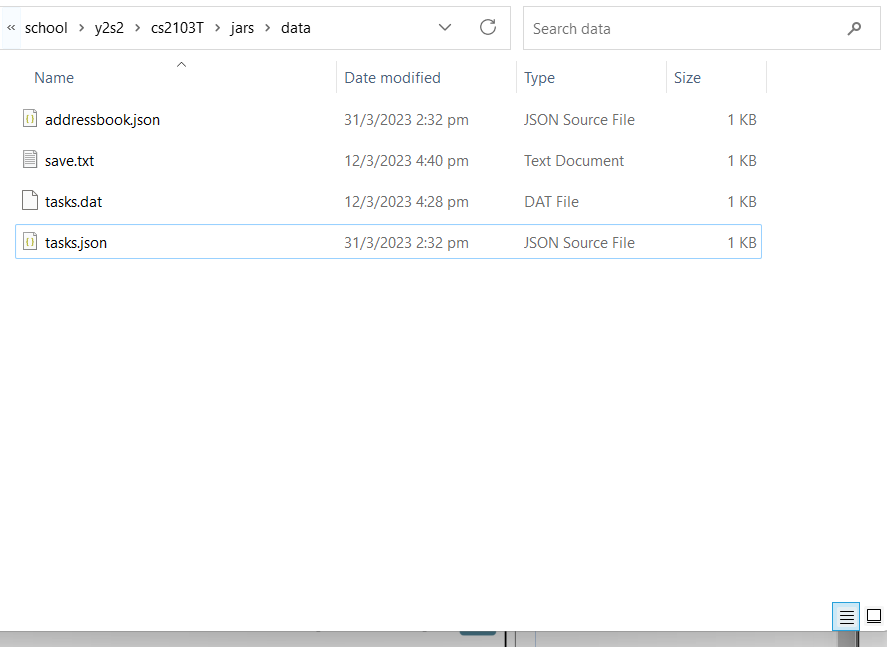 « school > y2s2 > cs2103T > jars > data Search data
Name Date modified Type Size
addressbook.json 31/3/2023 2:32 pm JSON Source File 1 KB
save.txt 12/3/2023 4:40 pm Text Document 1 KB
tasks.dat 12/3/2023 4:28 pm DAT File 1 KB
tasks.json 31/3/2023 2:32 pm JSON Source File 1 KB